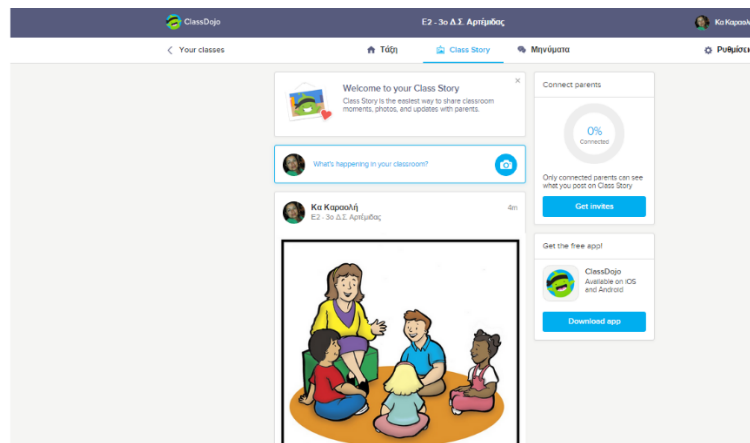 ClassDojo
Ε2 - 3ο Δ.Σ. Αρτέμιδας
Κα Καραολή
Your classes
Τάξη
Class Story
Μηνύματα
Ρυθμίσεις
Welcome to your Class Story
Class Story is the easiest way to share classroom
moments, photos, and updates with parents.
What's happening in your classroom?
Κα Καραολή
4m
Ε2 - 3ο Δ.Σ. Αρτέμιδας
Connect parents
0%
Connected
Only connected parents can see
what you post on Class Story
Get invites
Get the free app!
ClassDojo
Available on iOS
and Android
Download app